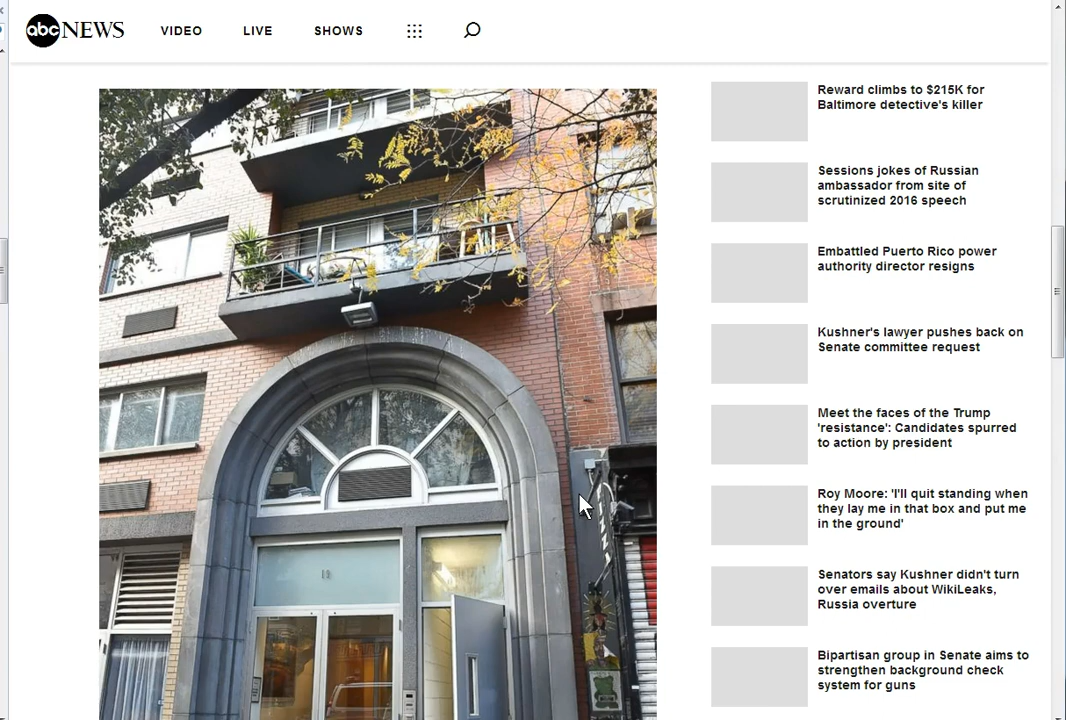 abc NEWS VIDEO LIVE SHOWS
Reward climbs to $215K for
Baltimore detective's killer
Sessions jokes of Russian
ambassador from site of
scrutinized 2016 speech
Embattled Puerto Rico power
authority director resigns
Kushner's lawyer pushes back on
Senate committee request
Meet the faces of the Trump
'resistance': Candidates spurred
to action by president
Roy Moore: 'I'll quit standing when
they lay me in that box and put me
in the ground'
Senators say Kushner didn't turn
over emails about WikiLeaks,
Russia overture
Bipartisan group in Senate aims to
strengthen background check
system for guns